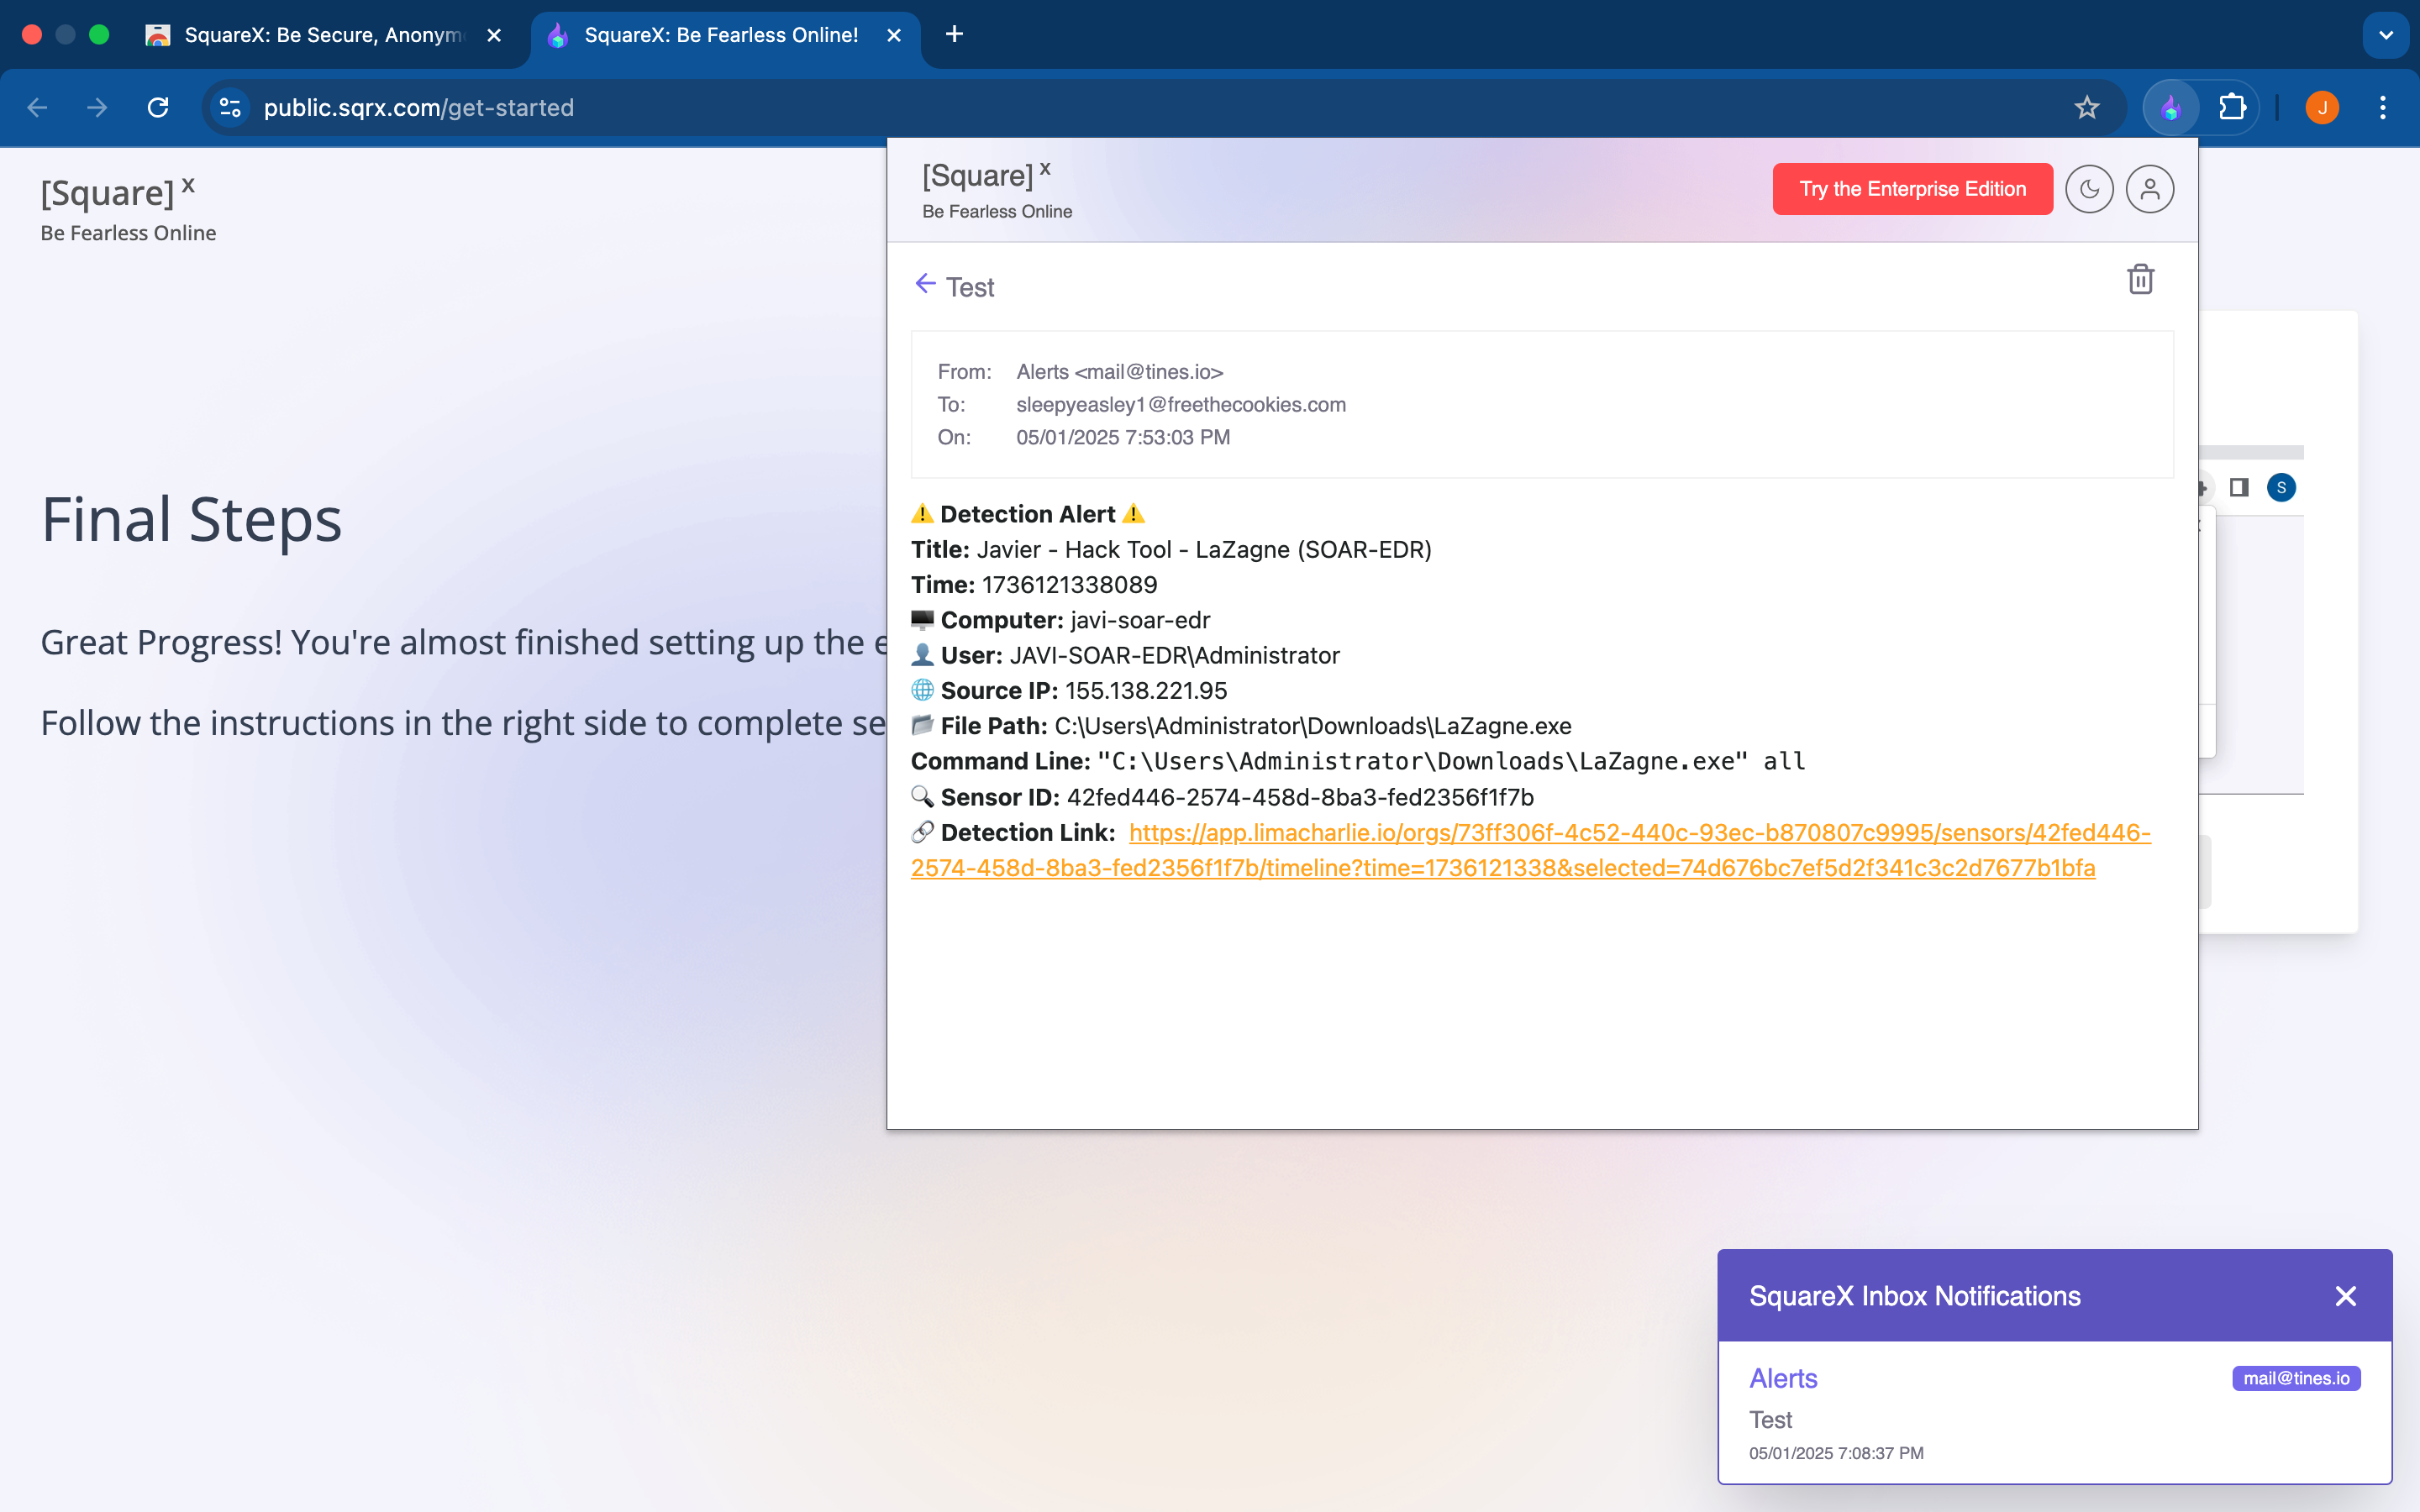 SquareX: Be Secure, Anonym
SquareX: Be Fearless Online!
public.sqrx.com/get-started
J
[Square] x
Be Fearless Online
Final Steps
Great Progress! You're almost finished setting up the e
Follow the instructions in the right side to complete se
[Square] x
Be Fearless Online
Try the Enterprise Edition
Test
From: Alerts <mail@tines.io>
To: sleepyeasley1@freethecookies.com
On: 05/01/2025 7:53:03 PM
⚠️ Detection Alert ⚠️
Title: Javier - Hack Tool - LaZagne (SOAR-EDR)
Time: 1736121338089
🖥️ Computer: javi-soar-edr
👤 User: JAVI-SOAR-EDR\Administrator
🌐 Source IP: 155.138.221.95
📂 File Path: C:\Users\Administrator\Downloads\LaZagne.exe
Command Line: "C:\Users\Administrator\Downloads\LaZagne.exe" all
🔍 Sensor ID: 42fed446-2574-458d-8ba3-fed2356f1f7b
🔗 Detection Link: https://app.limacharlie.io/orgs/73ff306f-4c52-440c-93ec-b870807c9995/sensors/42fed446-
2574-458d-8ba3-fed2356f1f7b/timeline?time=1736121338&selected=74d676bc7ef5d2f341c3c2d7677b1bfa
S
SquareX Inbox Notifications
Alerts mail@tines.io
Test
05/01/2025 7:08:37 PM